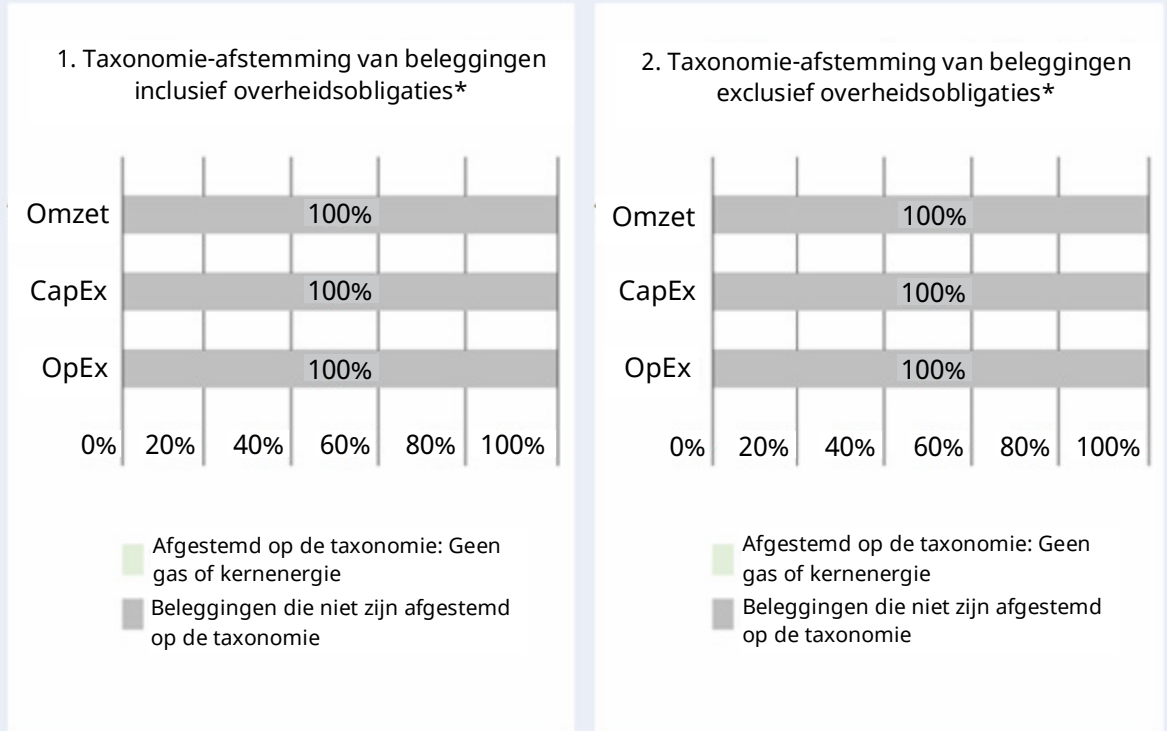 1. Taxonomie-afstemming van beleggingen
inclusief overheidsobligaties*
Omzet
100%
CapEx
100%
OpEx
100%
0% 20% 40% 60% 80% 100%
Afgestemd op de taxonomie: Geen
gas of kernenergie
Beleggingen die niet zijn afgestemd
op de taxonomie
2. Taxonomie-afstemming van beleggingen
exclusief overheidsobligaties*
Omzet
100%
CapEx
100%
OpEx
100%
0% 20% 40% 60% 80% 100%
Afgestemd op de taxonomie: Geen
gas of kernenergie
Beleggingen die niet zijn afgestemd
op de taxonomie